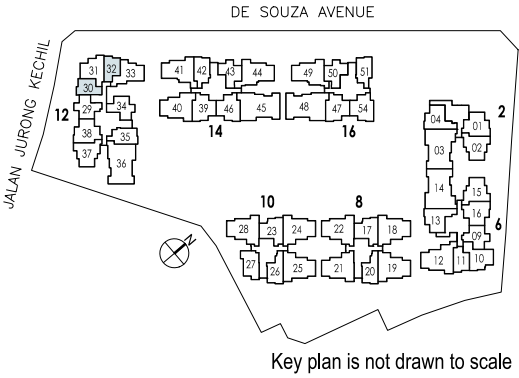 DE SOUZA AVENUE
JALAN JURONG KECHIL
31 32 33 41 42 43 44 49 50 51
30
12 29 34
40 39 46 45 48 47 54
14 16
38 35
37 36
2
04 01
03 02
14 15
13 16
6
09
12 11 10
10 8
28 23 24 22 17 18
27 26 25 21 20 19
N
Key plan is not drawn to scale